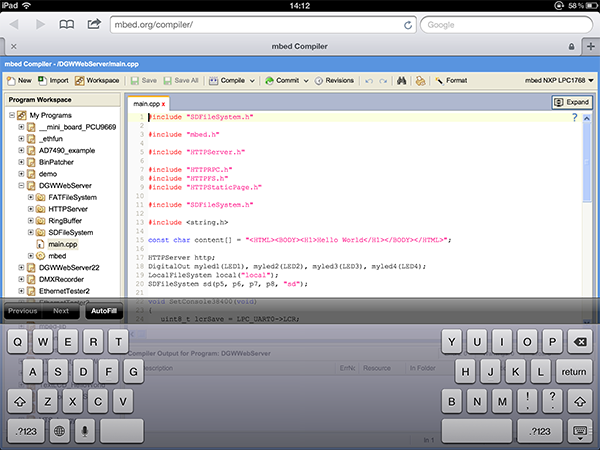 iPad 14:12 58 %
mbed.org/compiler/ Google
mbed Compiler
mbed Compiler - /DGWWebServer/main.cpp
New Import Workspace Save Save All Compile Commit Revisions Format mbed NXP LPC1768
Program Workspace
main.cpp x
Expand
My Programs
__mini_board_PCU9669
_ethfun
AD7490_example
BinPatcher
demo
DGWWebServer
FATFileSystem
HTTPServer
RingBuffer
SDFileSystem
main.cpp
mbed
DGWWebServer22
DMXRecorder
EthernetTester2
1 #include "SDFileSystem.h"
2
3 #include "mbed.h"
4
5 #include "HTTPServer.h"
6
7 #include "HTTPRPC.h"
8 #include "HTTPFS.h"
9 #include "HTTPStaticPage.h"
10
11 #include "SDFileSystem.h"
12
13 #include <string.h>
14
15 const char content[] = "<HTML><BODY><H1>Hello World</H1></BODY></HTML>";
16
17 HTTPServer http;
18 DigitalOut myled1(LED1), myled2(LED2), myled3(LED3), myled4(LED4);
19 LocalFileSystem local("local");
20 SDFileSystem sd(p5, p6, p7, p8, "sd");
21
22 void SetConsole38400(void)
23 {
24 uint8_t lcrSave = LPC_UART0->LCR;
?
Previous Next AutoFill
Compiler Output for Program: DGWWebServer
Description ErrNr. Resource In Folder
Q W E R T Y U I O P
A S D F G H J K L return
Z X C V B N M ! , ? .
.?123 .?123
ln 1